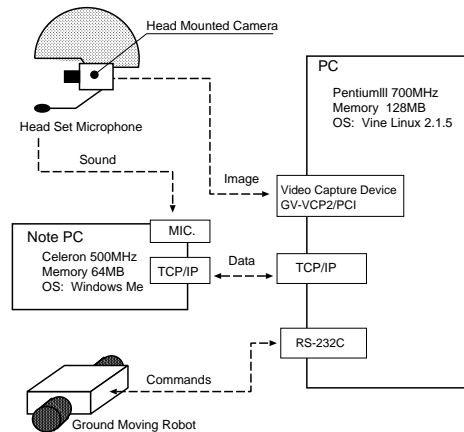 Head Mounted Camera
Head Set Microphone
Sound
Image
PC
PentiumIII 700MHz
Memory 128MB
OS: Vine Linux 2.1.5
Video Capture Device
GV-VCP2/PCI
MIC.
Note PC
Celeron 500MHz
Memory 64MB
OS: Windows Me
TCP/IP
Data
TCP/IP
RS-232C
Commands
Ground Moving Robot